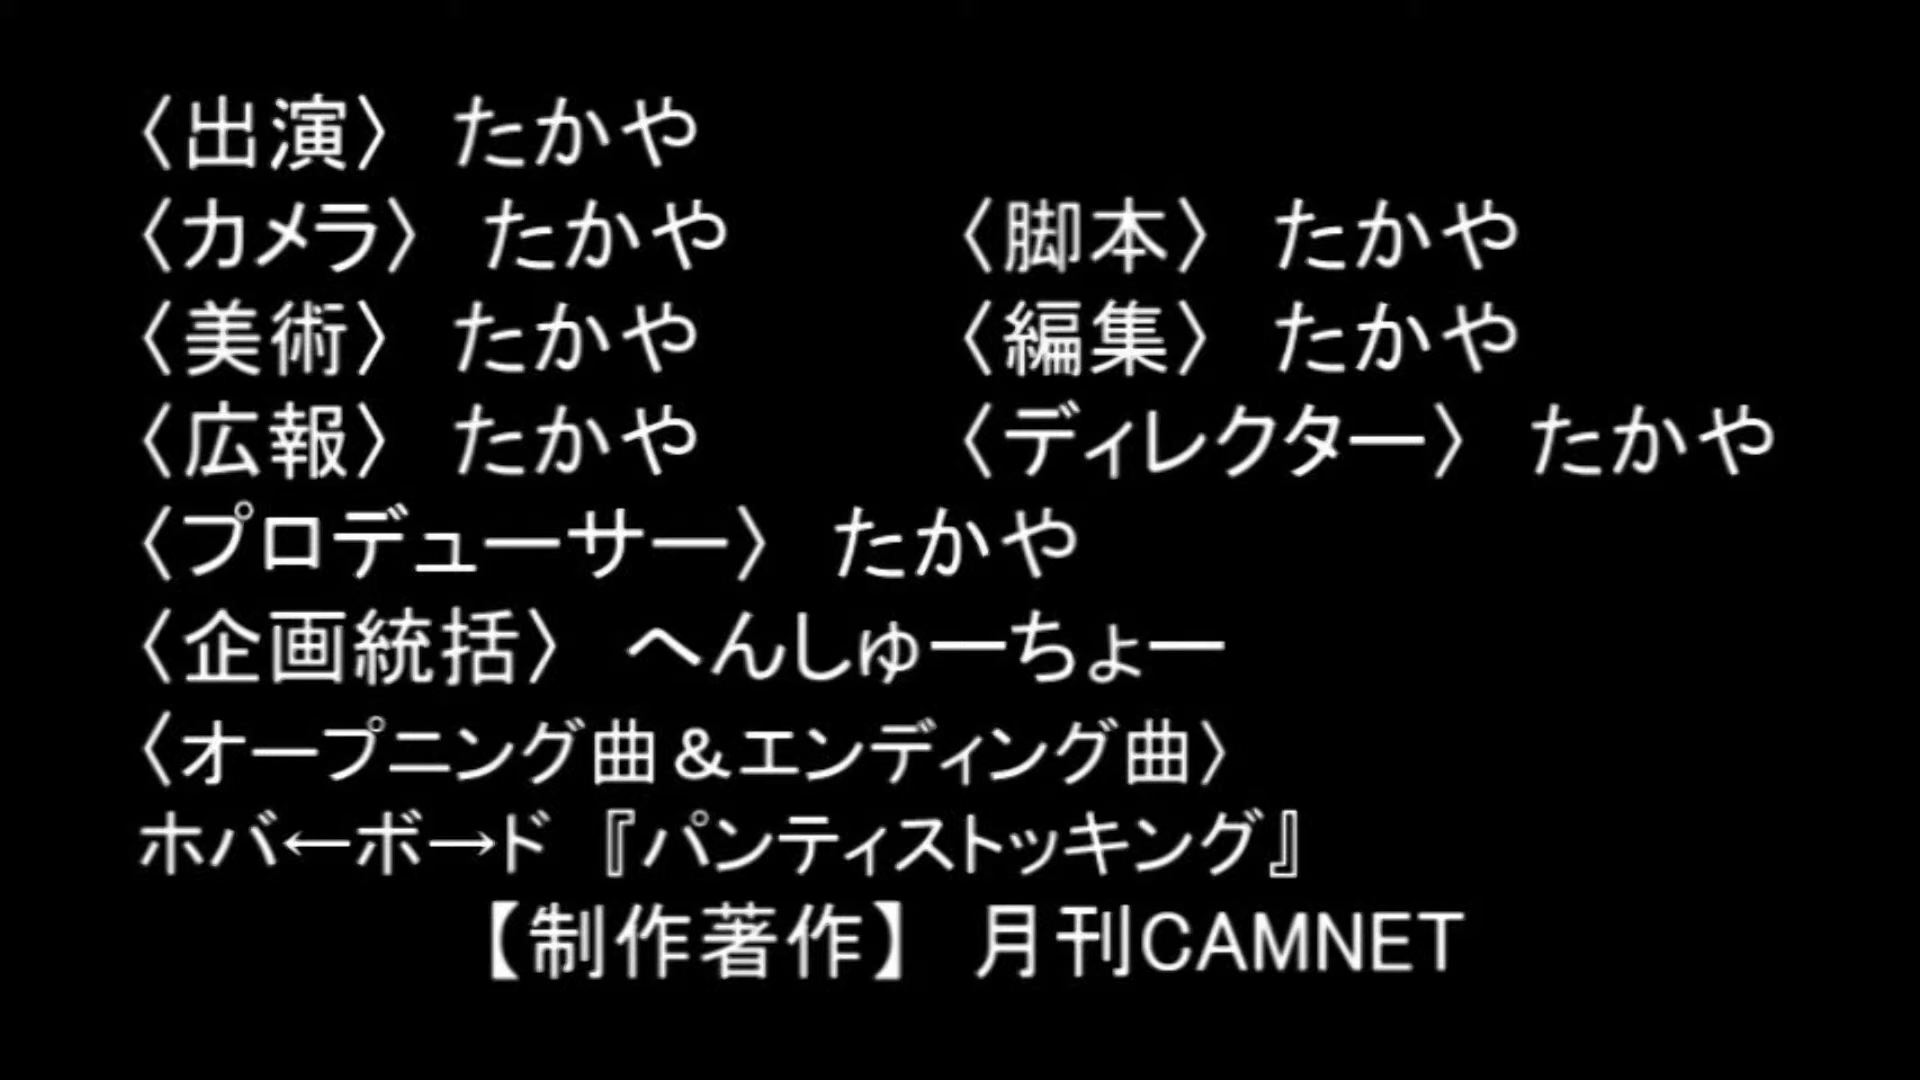 〈出演〉 たかや
〈カメラ〉 たかや 〈脚本〉 たかや
〈美術〉 たかや 〈編集〉 たかや
〈広報〉 たかや 〈ディレクター〉 たかや
〈プロデューサー〉 たかや
〈企画統括〉 へんしゅーちょー
〈オープニング曲&エンディング曲〉
ホバ←ボ→ド 『パンティストッキング』
【制作著作】 月刊CAMNET